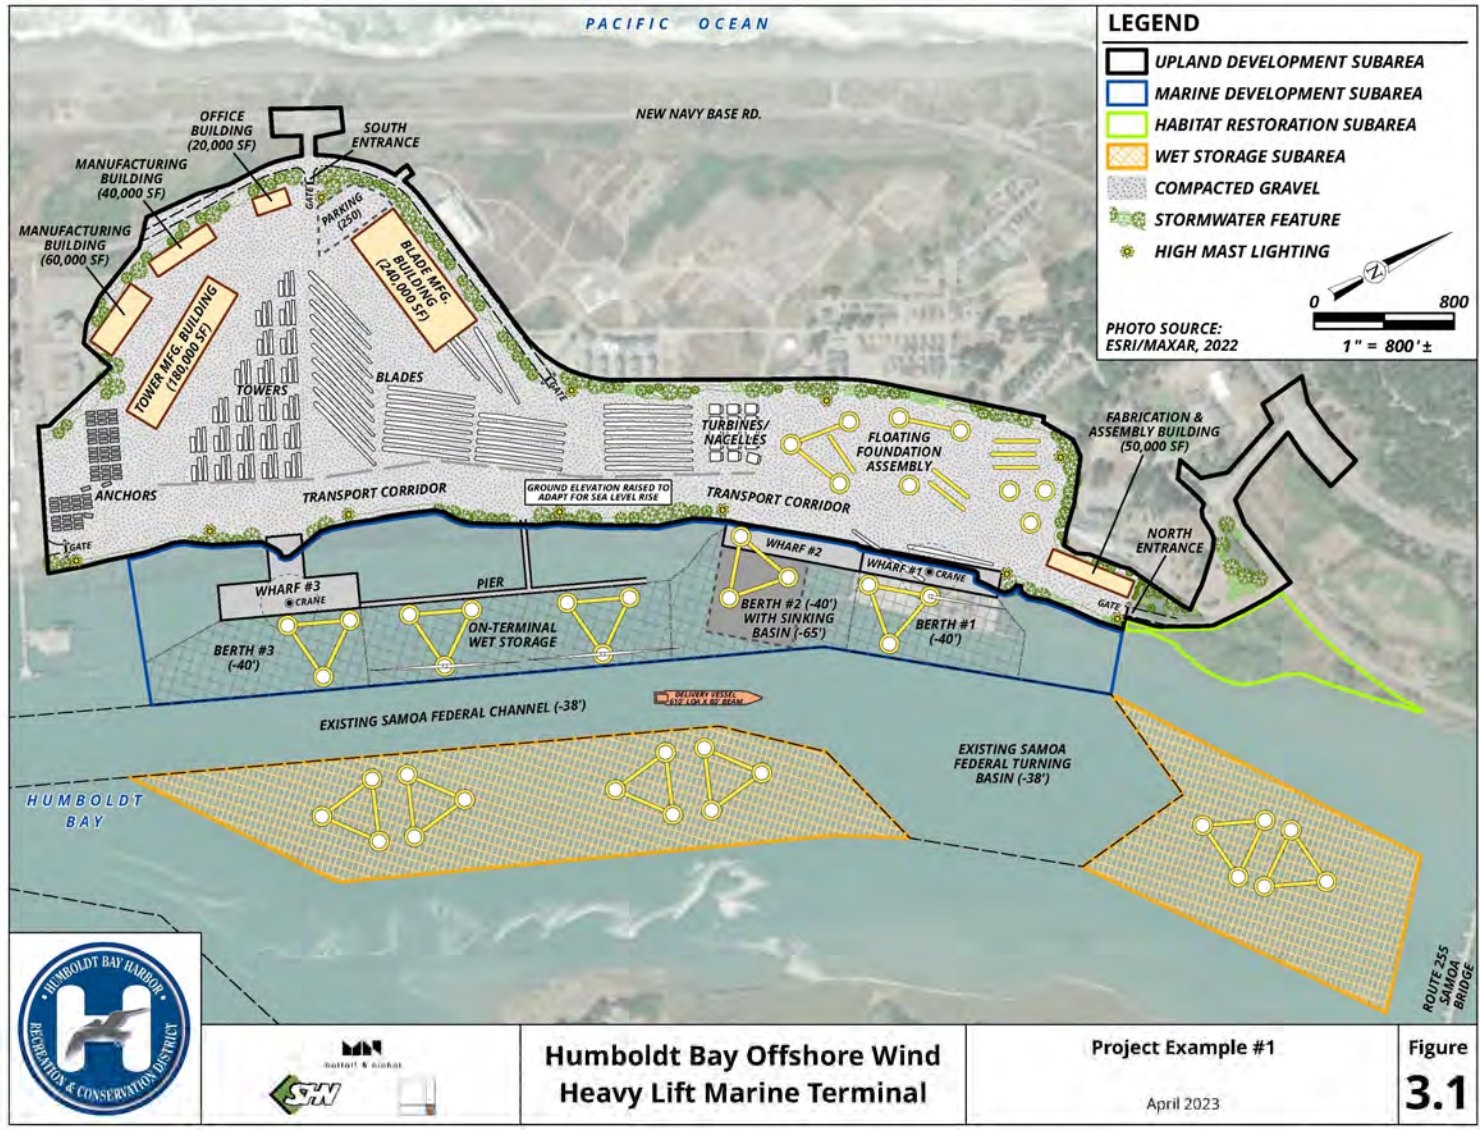 PACIFIC OCEAN
LEGEND
UPLAND DEVELOPMENT SUBAREA
MARINE DEVELOPMENT SUBAREA
HABITAT RESTORATION SUBAREA
WET STORAGE SUBAREA
COMPACTED GRAVEL
STORMWATER FEATURE
HIGH MAST LIGHTING
N
0 800
1" = 800'±
PHOTO SOURCE:
ESRI/MAXAR, 2022
NEW NAVY BASE RD.
OFFICE
BUILDING
(20,000 SF)
SOUTH
ENTRANCE
MANUFACTURING
BUILDING
(40,000 SF)
GATE
PARKING
(250)
MANUFACTURING
BUILDING
(60,000 SF)
BLADE MFG.
BUILDING
(240,000 SF)
TOWER MFG. BUILDING
(180,000 SF)
TOWERS
BLADES
GATE
TURBINES/
NACELLES
FLOATING
FOUNDATION
ASSEMBLY
FABRICATION &
ASSEMBLY BUILDING
(50,000 SF)
ANCHORS
TRANSPORT CORRIDOR
GROUND ELEVATION RAISED TO
ADAPT FOR SEA LEVEL RISE
TRANSPORT CORRIDOR
GATE
NORTH
ENTRANCE
WHARF #3
CRANE
PIER
WHARF #2
WHARF #1
CRANE
GATE
BERTH #3
(-40')
ON-TERMINAL
WET STORAGE
BERTH #2 (-40')
WITH SINKING
BASIN (-65')
BERTH #1
(-40')
EXISTING SAMOA FEDERAL CHANNEL (-38')
DELIVERY VESSEL
EXISTING SAMOA
FEDERAL TURNING
BASIN (-38')
HUMBOLDT
BAY
ROUTE 255
SAMOA
BRIDGE
HUMBOLDT BAY HARBOR
H
RECREATION & CONSERVATION DISTRICT
moffatt & nichol
SHN
Humboldt Bay Offshore Wind
Heavy Lift Marine Terminal
Project Example #1
April 2023
Figure
3.1